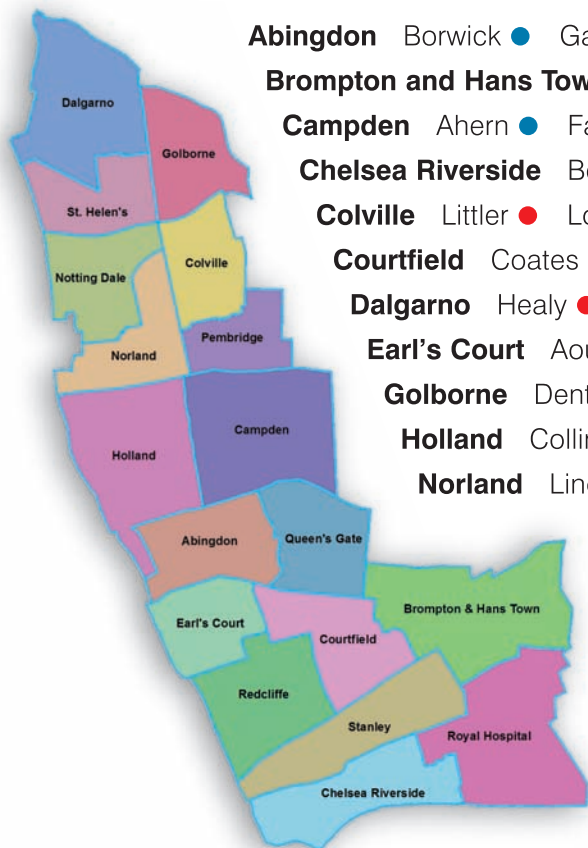 Abingdon Borwick
Brompton and Hans
Campden Ahern
Chelsea Riverside
Colville Littler
Courtfield Coates
Dalgarno Healy
Earl's Court
Golborne
Holland
Norland
Dalgarno
Golborne
St. Helen's
Notting Dale
Colville
Norland
Pembridge
Holland
Campden
Abingdon
Queen's Gate
Earl's Court
Courtfield
Brompton & Hans Town
Redcliffe
Stanley
Royal Hospital
Chelsea Riverside